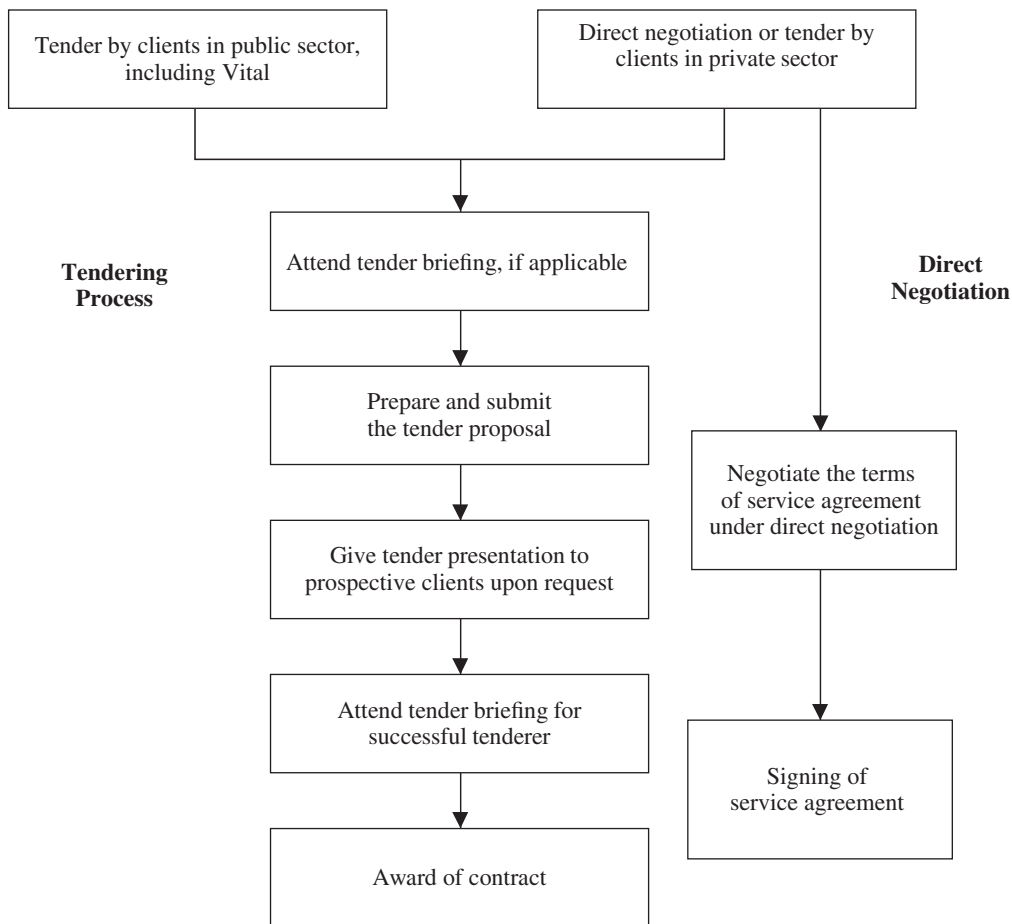 Tender by clients in public sector,
including Vital
Direct negotiation or tender by
clients in private sector
Attend tender briefing, if applicable
Tendering
Process
Direct
Negotiation
Prepare and submit
the tender proposal
Negotiate the terms
of service agreement
under direct negotiation
Give tender presentation to
prospective clients upon request
Attend tender briefing for
successful tenderer
Signing of
service agreement
Award of contract